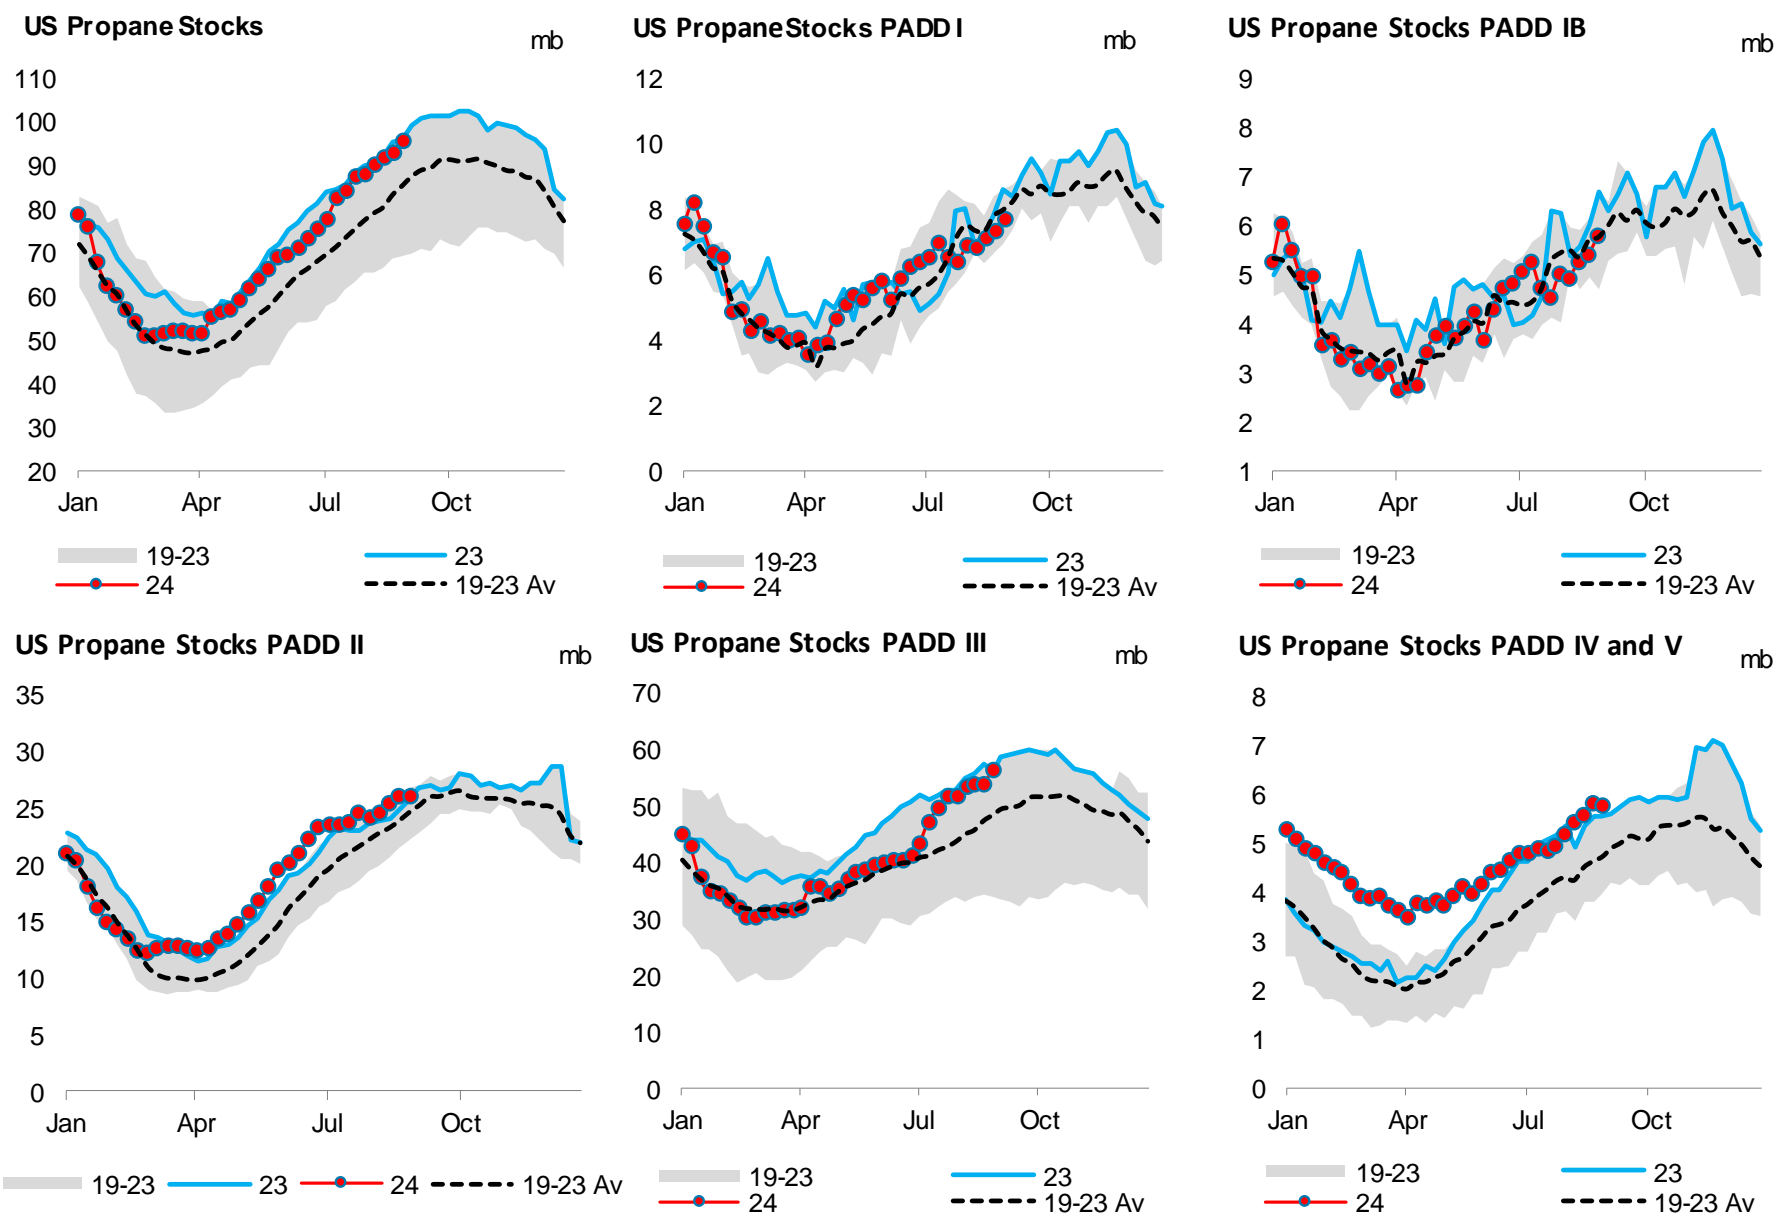 US Propane Stocks
mb
110
100
90
80
70
60
50
40
30
20
Jan Apr Jul Oct
19-23 23
24 19-23 Av
US Propane Stocks PADD I
mb
12
10
8
6
4
2
0
Jan Apr Jul Oct
19-23 23
24 19-23 Av
US Propane Stocks PADD IB
mb
9
8
7
6
5
4
3
2
1
Jan Apr Jul Oct
19-23 23
24 19-23 Av
US Propane Stocks PADD II
mb
35
30
25
20
15
10
5
0
Jan Apr Jul Oct
19-23 23 24 19-23 Av
US Propane Stocks PADD III
mb
70
60
50
40
30
20
10
0
Jan Apr Jul Oct
19-23 23
24 19-23 Av
US Propane Stocks PADD IV and V
mb
8
7
6
5
4
3
2
1
0
Jan Apr Jul Oct
19-23 23
24 19-23 Av